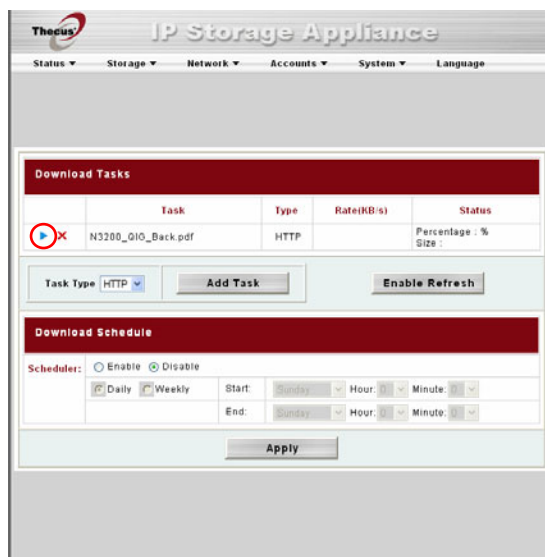 Thecus
IP Storage Appliance
Status ▼ Storage ▼ Network ▼ Accounts ▼ System ▼ Language
Download Tasks
Task Type Rate(KB/s) Status
N3200_QIG_Back.pdf HTTP Percentage : %
Size :
Task Type HTTP Add Task Enable Refresh
Download Schedule
Scheduler: Enable Disable
Daily Weekly Start: Sunday Hour: 0 Minute: 0
End: Sunday Hour: 0 Minute: 0
Apply